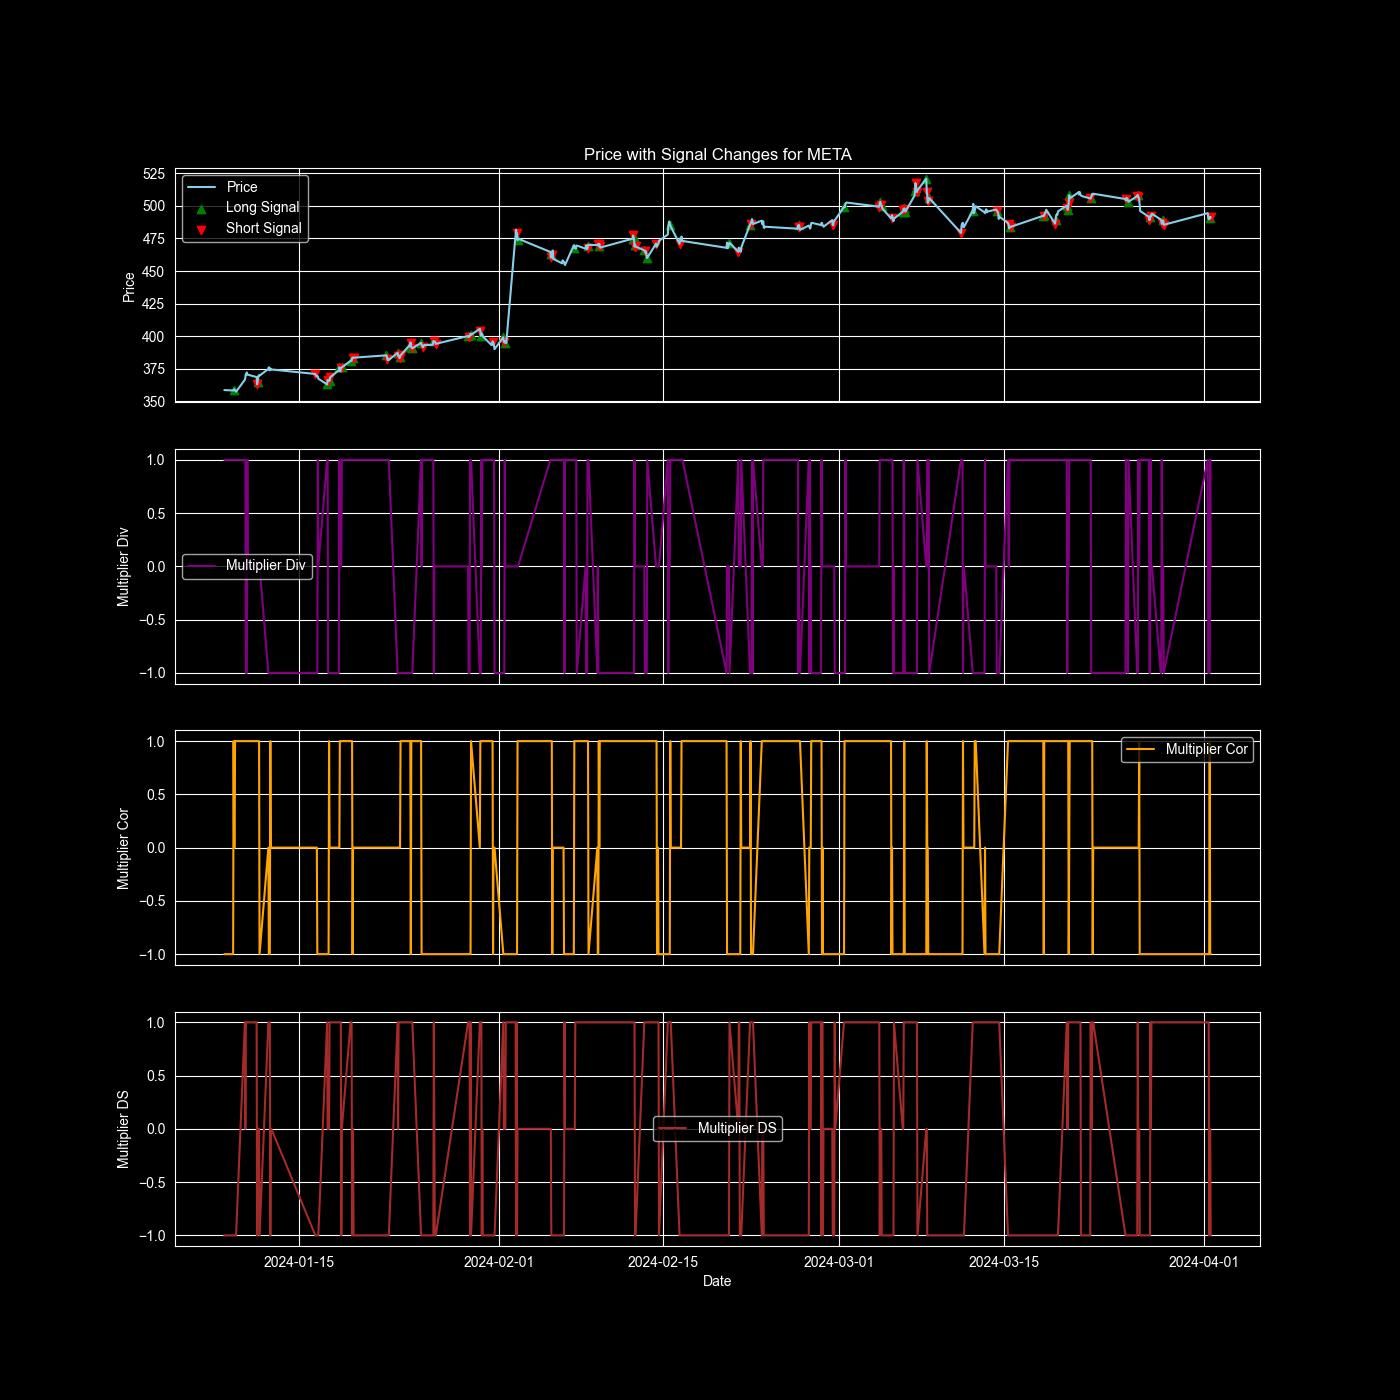 Price with Signal Changes for META
Price
Long Signal
Short Signal
Price
525
500
475
450
425
400
375
350
Multiplier Div
Multiplier Div
1.0
0.5
0.0
−0.5
−1.0
Multiplier Cor
Multiplier Cor
1.0
0.5
0.0
−0.5
−1.0
Multiplier DS
Multiplier DS
1.0
0.5
0.0
−0.5
−1.0
2024-01-15 2024-02-01 2024-02-15 2024-03-01 2024-03-15 2024-04-01
Date